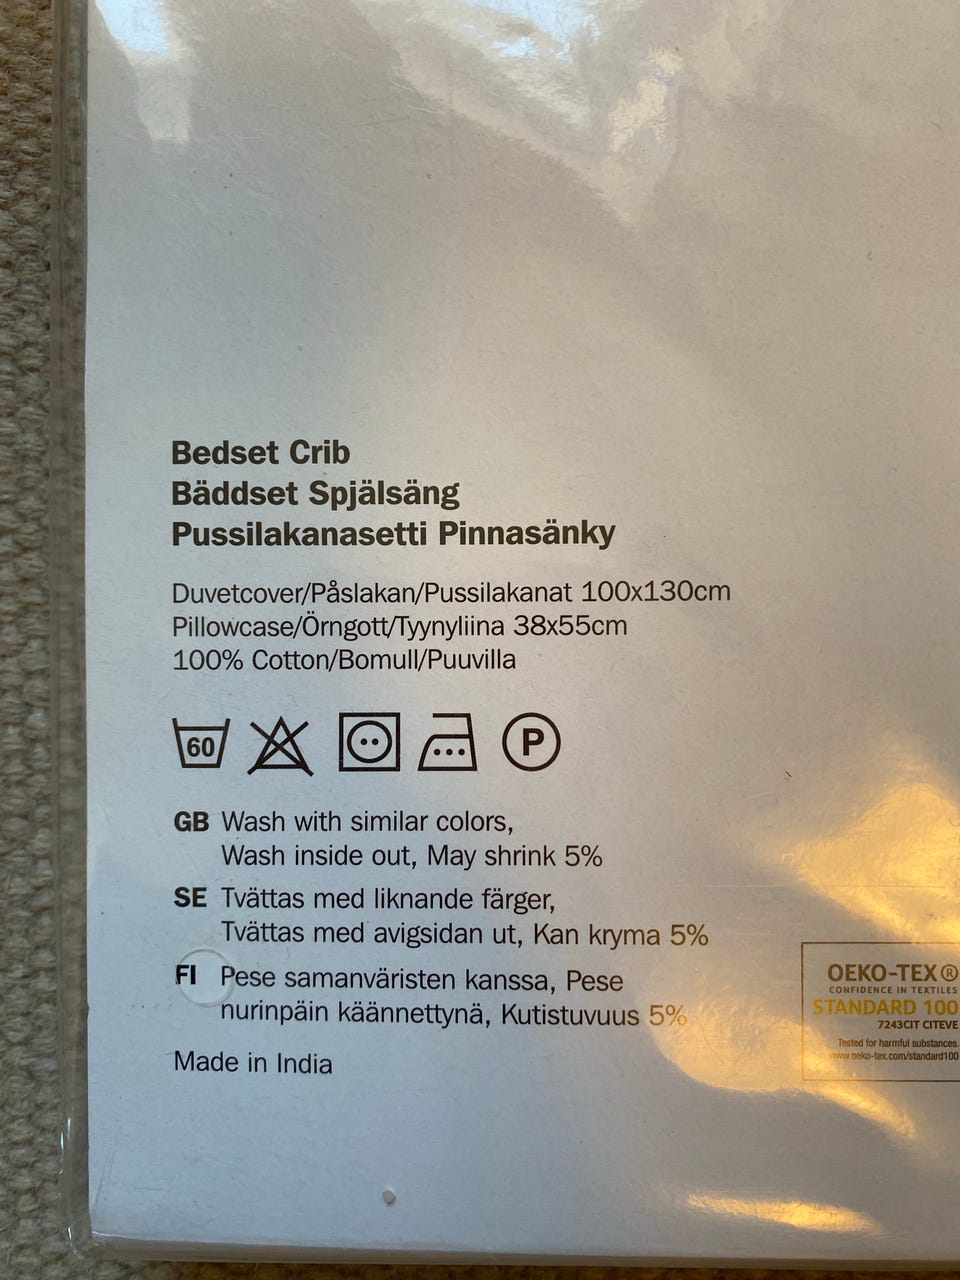 Bedset Crib
Bäddset Spjälsäng
Pussilakanasetti Pinnasänky
Duvetcover/Påslakan/Pussilakanat 100x130cm
Pillowcase/Örngott/Tyynyliina 38x55cm
100% Cotton/Bomull/Puuvilla
60 P
GB Wash with similar colors,
Wash inside out, May shrink 5%
SE Tvättas med liknande färger,
Tvättas med avigsidan ut, Kan kryma 5%
FI Pese samanväristen kanssa, Pese
nurinpäin käännettynä, Kutistuvuus 5%
Made in India
OEKO-TEX®
CONFIDENCE IN TEXTILES
STANDARD 100
7243CIT CITEVE
Tested for harmful substances.
www.oeko-tex.com/standard100